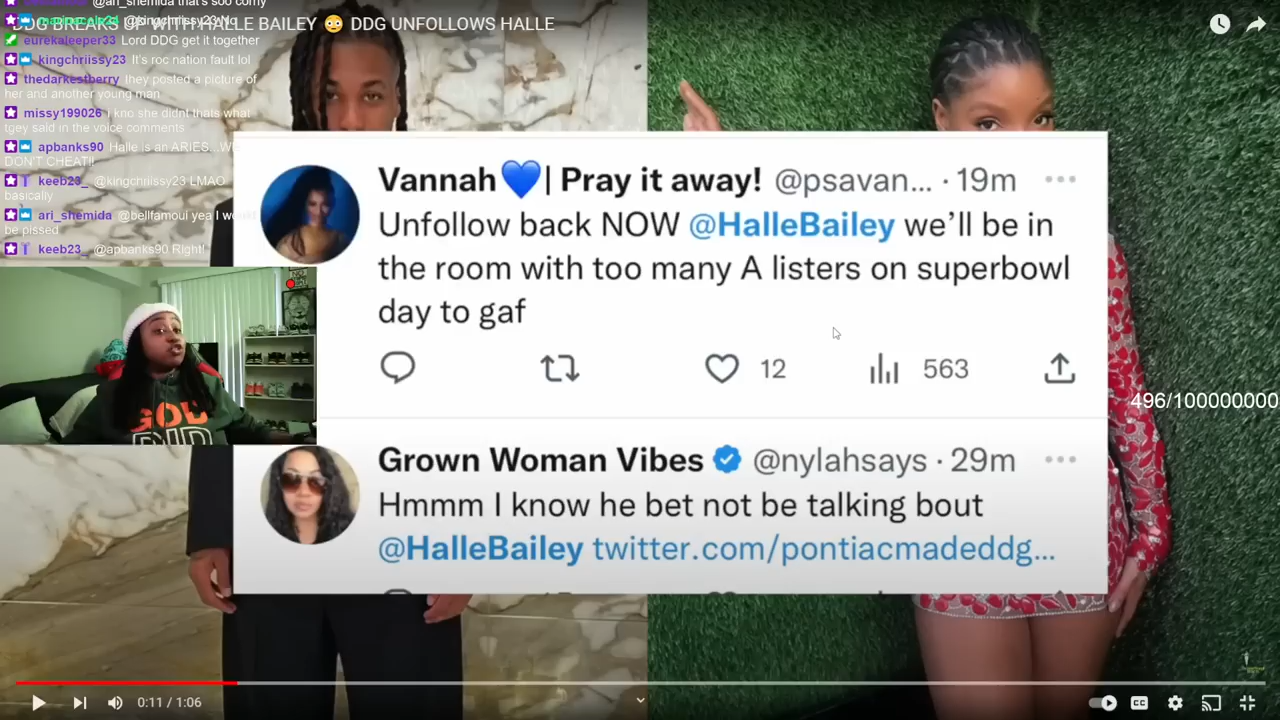 DDG BREAKS UP WITH HALLE BAILEY 😳 DDG UNFOLLOWS HALLE
@ari_shemida that's soo corny
@kingchrissy23 No
eurekaleeper33 Lord DDG get it together
kingchriissy23 It's roc nation fault lol
thedarkestberry they posted a picture of
her and another young man
missy199026 I kno she didnt thats what
tgey said in the voice comments
apbanks90 Halle is an ARIES...
DON'T CHEAT!!
keeb23_ @kingchriissy23 LMAO
basically
ari_shemida @bellfamoui yea I would
be pissed
keeb23_ @apbanks90 Right!
Vannah💙| Pray it away! @psavan... · 19m
Unfollow back NOW @HalleBailey we'll be in
the room with too many A listers on superbowl
day to gaf
12
563
Grown Woman Vibes @nylahsays · 29m
Hmmm I know he bet not be talking bout
@HalleBailey twitter.com/pontiacmadeddg...
GOD
DID
496/100000000
0:11 / 1:06
CC